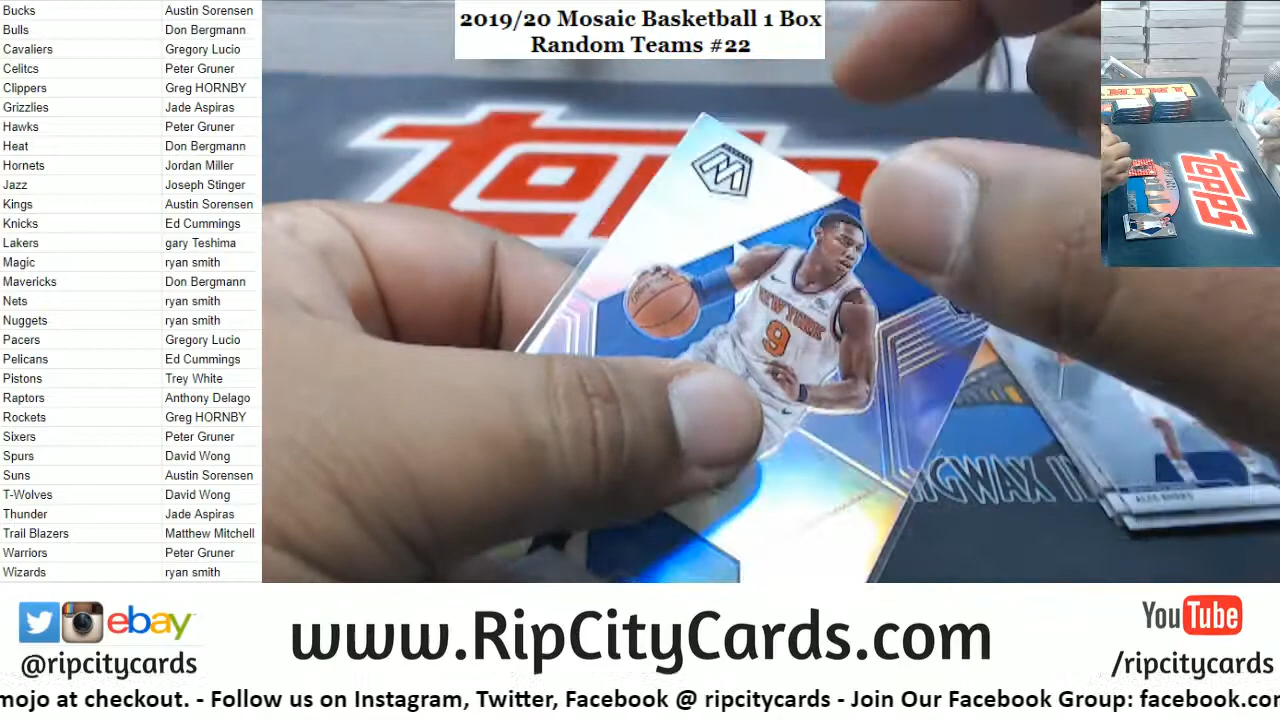 2019/20 Mosaic Basketball 1 Box
Random Teams #22
Bucks Austin Sorensen
Bulls Don Bergmann
Cavaliers Gregory Lucio
Celitcs Peter Gruner
Clippers Greg HORNBY
Grizzlies Jade Aspiras
Hawks Peter Gruner
Heat Don Bergmann
Hornets Jordan Miller
Jazz Joseph Stinger
Kings Austin Sorensen
Knicks Ed Cummings
Lakers gary Teshima
Magic ryan smith
Mavericks Don Bergmann
Nets ryan smith
Nuggets ryan smith
Pacers Gregory Lucio
Pelicans Ed Cummings
Pistons Trey White
Raptors Anthony Delago
Rockets Greg HORNBY
Sixers Peter Gruner
Spurs David Wong
Suns Austin Sorensen
T-Wolves David Wong
Thunder Jade Aspiras
Trail Blazers Matthew Mitchell
Warriors Peter Gruner
Wizards ryan smith
topps
NEW YORK
9
topps
ebay
@ripcitycards
www.RipCityCards.com
YouTube
/ripcitycards
mojo at checkout. - Follow us on Instagram, Twitter, Facebook @ ripcitycards - Join Our Facebook Group: facebook.com